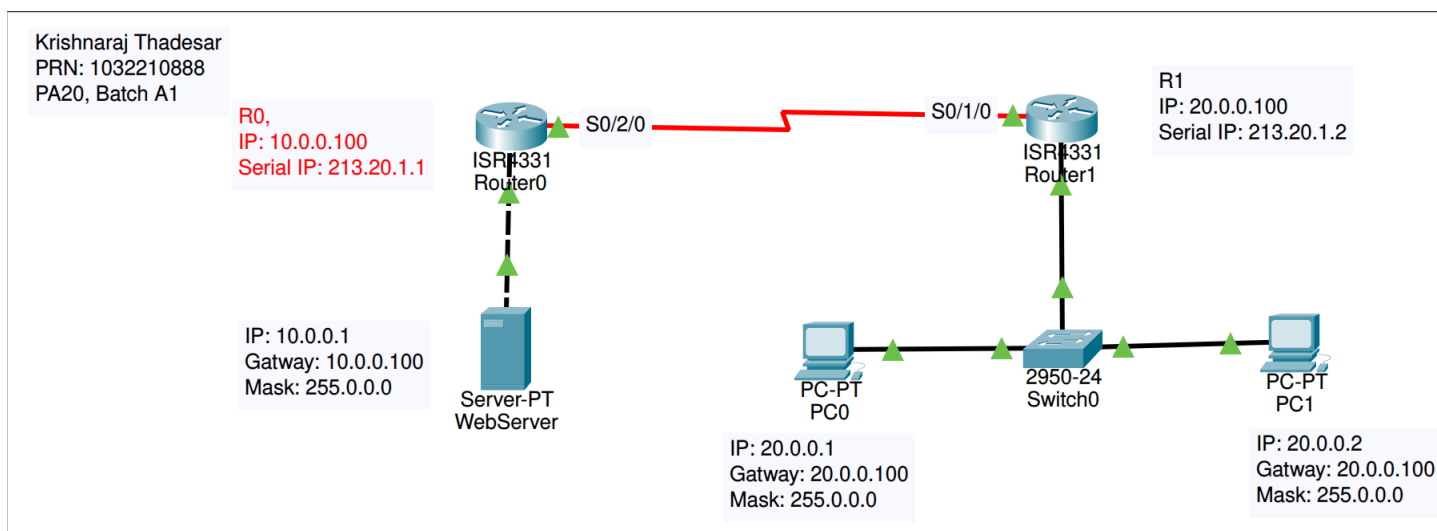 Krishnaraj Thadesar
PRN: 1032210888
PA20, Batch A1
R0,
IP: 10.0.0.100
Serial IP: 213.20.1.1
S0/2/0
ISR4331
Router0
S0/1/0
ISR4331
Router1
R1
IP: 20.0.0.100
Serial IP: 213.20.1.2
IP: 10.0.0.1
Gatway: 10.0.0.100
Mask: 255.0.0.0
Server-PT
WebServer
PC-PT
PC0
2950-24
Switch0
PC-PT
PC1
IP: 20.0.0.1
Gatway: 20.0.0.100
Mask: 255.0.0.0
IP: 20.0.0.2
Gatway: 20.0.0.100
Mask: 255.0.0.0